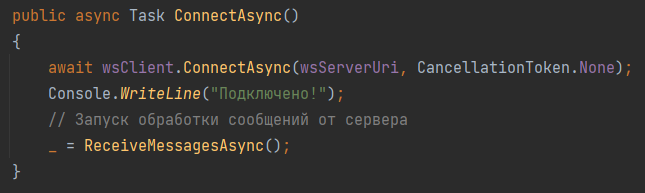 public async Task ConnectAsync()
{
    await wsClient.ConnectAsync(wsServerUri, CancellationToken.None);
    Console.WriteLine("Подключено!");
    // Запуск обработки сообщений от сервера
    _ = ReceiveMessagesAsync();
}